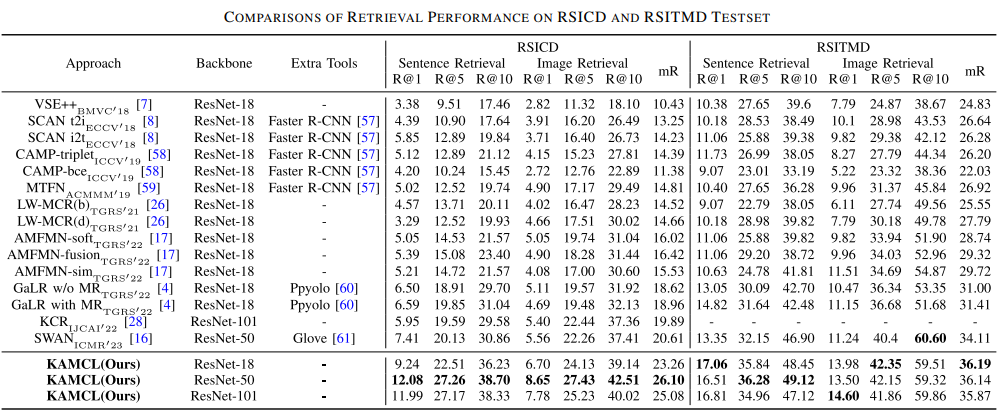 COMPARISONS OF RETRIEVAL PERFORMANCE ON RSICD AND RSITMD TESTSET
Approach Backbone Extra Tools RSICD RSITMD
Sentence Retrieval Image Retrieval mR Sentence Retrieval Image Retrieval mR
R@1 R@5 R@10 R@1 R@5 R@10 R@1 R@5 R@10 R@1 R@5 R@10
VSE++BMVC'18 [7] ResNet-18 - 3.38 9.51 17.46 2.82 11.32 18.10 10.43 10.38 27.65 39.6 7.79 24.87 38.67 24.83
SCAN t2iECCV'18 [8] ResNet-18 Faster R-CNN [57] 4.39 10.90 17.64 3.91 16.20 26.49 13.25 10.18 28.53 38.49 10.1 28.98 43.53 26.64
SCAN i2tECCV'18 [8] ResNet-18 Faster R-CNN [57] 5.85 12.89 19.84 3.71 16.40 26.73 14.23 11.06 25.88 39.38 9.82 29.38 42.12 26.28
CAMP-tripletICCV'19 [58] ResNet-18 Faster R-CNN [57] 5.12 12.89 21.12 4.15 15.23 27.81 14.39 11.73 26.99 38.05 8.27 27.79 44.34 26.20
CAMP-bceICCV'19 [58] ResNet-18 Faster R-CNN [57] 4.20 10.24 15.45 2.72 12.76 22.89 11.38 9.07 23.01 33.19 5.22 23.32 38.36 22.03
MTFNACMMM'19 [59] ResNet-18 Faster R-CNN [57] 5.02 12.52 19.74 4.90 17.17 29.49 14.81 10.40 27.65 36.28 9.96 31.37 45.84 26.92
LW-MCR(b)TGRS'21 [26] ResNet-18 - 4.57 13.71 20.11 4.02 16.47 28.23 14.52 9.07 22.79 38.05 6.11 27.74 49.56 25.55
LW-MCR(d)TGRS'21 [26] ResNet-18 - 3.29 12.52 19.93 4.66 17.51 30.02 14.66 10.18 28.98 39.82 7.79 30.18 49.78 27.79
AMFMN-softTGRS'22 [17] ResNet-18 - 5.05 14.53 21.57 5.05 19.74 31.04 16.02 11.06 25.88 39.82 9.82 33.94 51.90 28.74
AMFMN-fusionTGRS'22 [17] ResNet-18 - 5.39 15.08 23.40 4.90 18.28 31.44 16.42 11.06 29.20 38.72 9.96 34.03 52.96 29.32
AMFMN-simTGRS'22 [17] ResNet-18 - 5.21 14.72 21.57 4.08 17.00 30.60 15.53 10.63 24.78 41.81 11.51 34.69 54.87 29.72
GaLR w/o MRTGRS'22 [4] ResNet-18 Ppyolo [60] 6.50 18.91 29.70 5.11 19.57 31.92 18.62 13.05 30.09 42.70 10.47 36.34 53.35 31.00
GaLR with MRTGRS'22 [4] ResNet-18 Ppyolo [60] 6.59 19.85 31.04 4.69 19.48 32.13 18.96 14.82 31.64 42.48 11.15 36.68 51.68 31.41
KCRIJCAI'22 [28] ResNet-101 5.95 19.59 29.58 5.40 22.44 37.36 19.89 - - - - - - -
SWANICMR'23 [16] ResNet-50 Glove [61] 7.41 20.13 30.86 5.56 22.26 37.41 20.61 13.35 32.15 46.90 11.24 40.4 60.60 34.11
KAMCL(Ours) ResNet-18 - 9.24 22.51 36.23 6.70 24.13 39.14 23.26 17.06 35.84 48.45 13.98 42.35 59.51 36.19
KAMCL(Ours) ResNet-50 - 12.08 27.26 38.70 8.65 27.43 42.51 26.10 16.51 36.28 49.12 13.50 42.15 59.32 36.14
KAMCL(Ours) ResNet-101 - 11.99 27.17 38.33 7.78 25.23 40.02 25.08 16.81 34.96 47.12 14.60 41.86 59.86 35.87